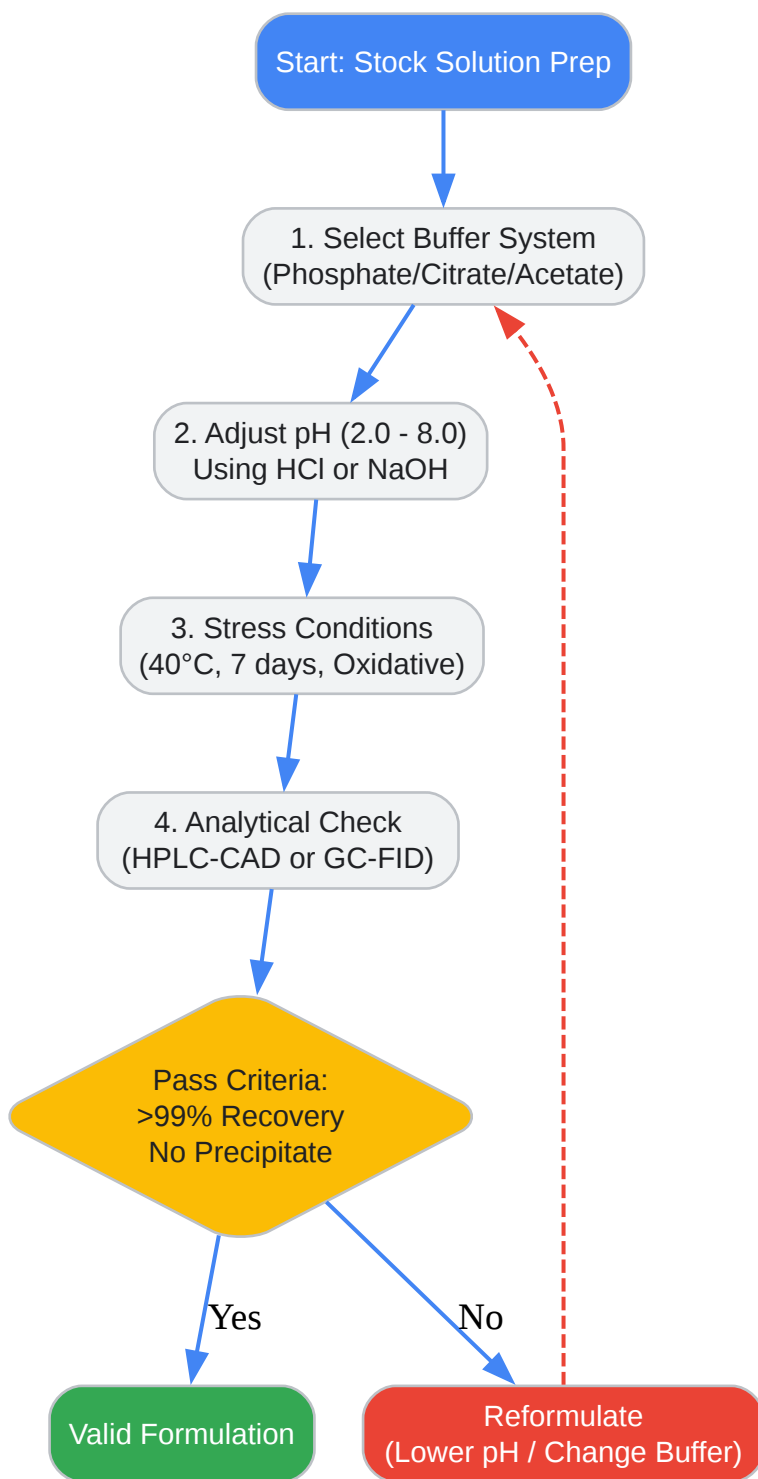 Start: Stock Solution Prep
1. Select Buffer System
(Phosphate/Citrate/Acetate)
2. Adjust pH (2.0 - 8.0)
Using HCl or NaOH
3. Stress Conditions
(40°C, 7 days, Oxidative)
4. Analytical Check
(HPLC-CAD or GC-FID)
Pass Criteria:
>99% Recovery
No Precipitate
Yes
No
Valid Formulation
Reformulate
(Lower pH / Change Buffer)